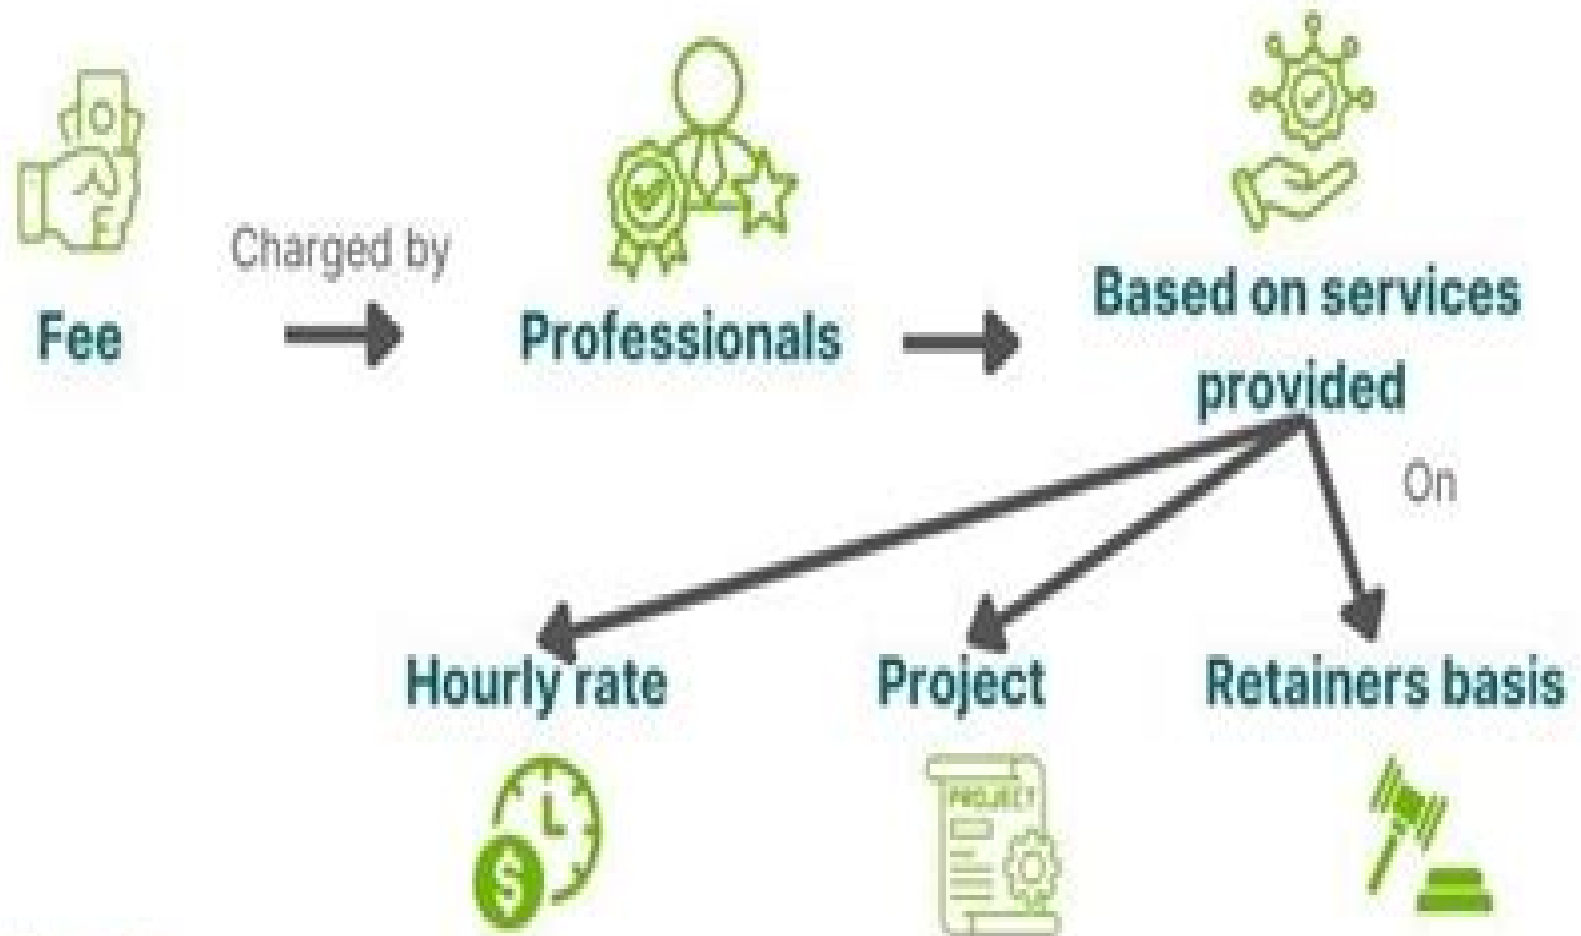 Charged by
Fee
Professionals
Based on services
provided
On
Hourly rate
Project
Retainers basis
PROJECT